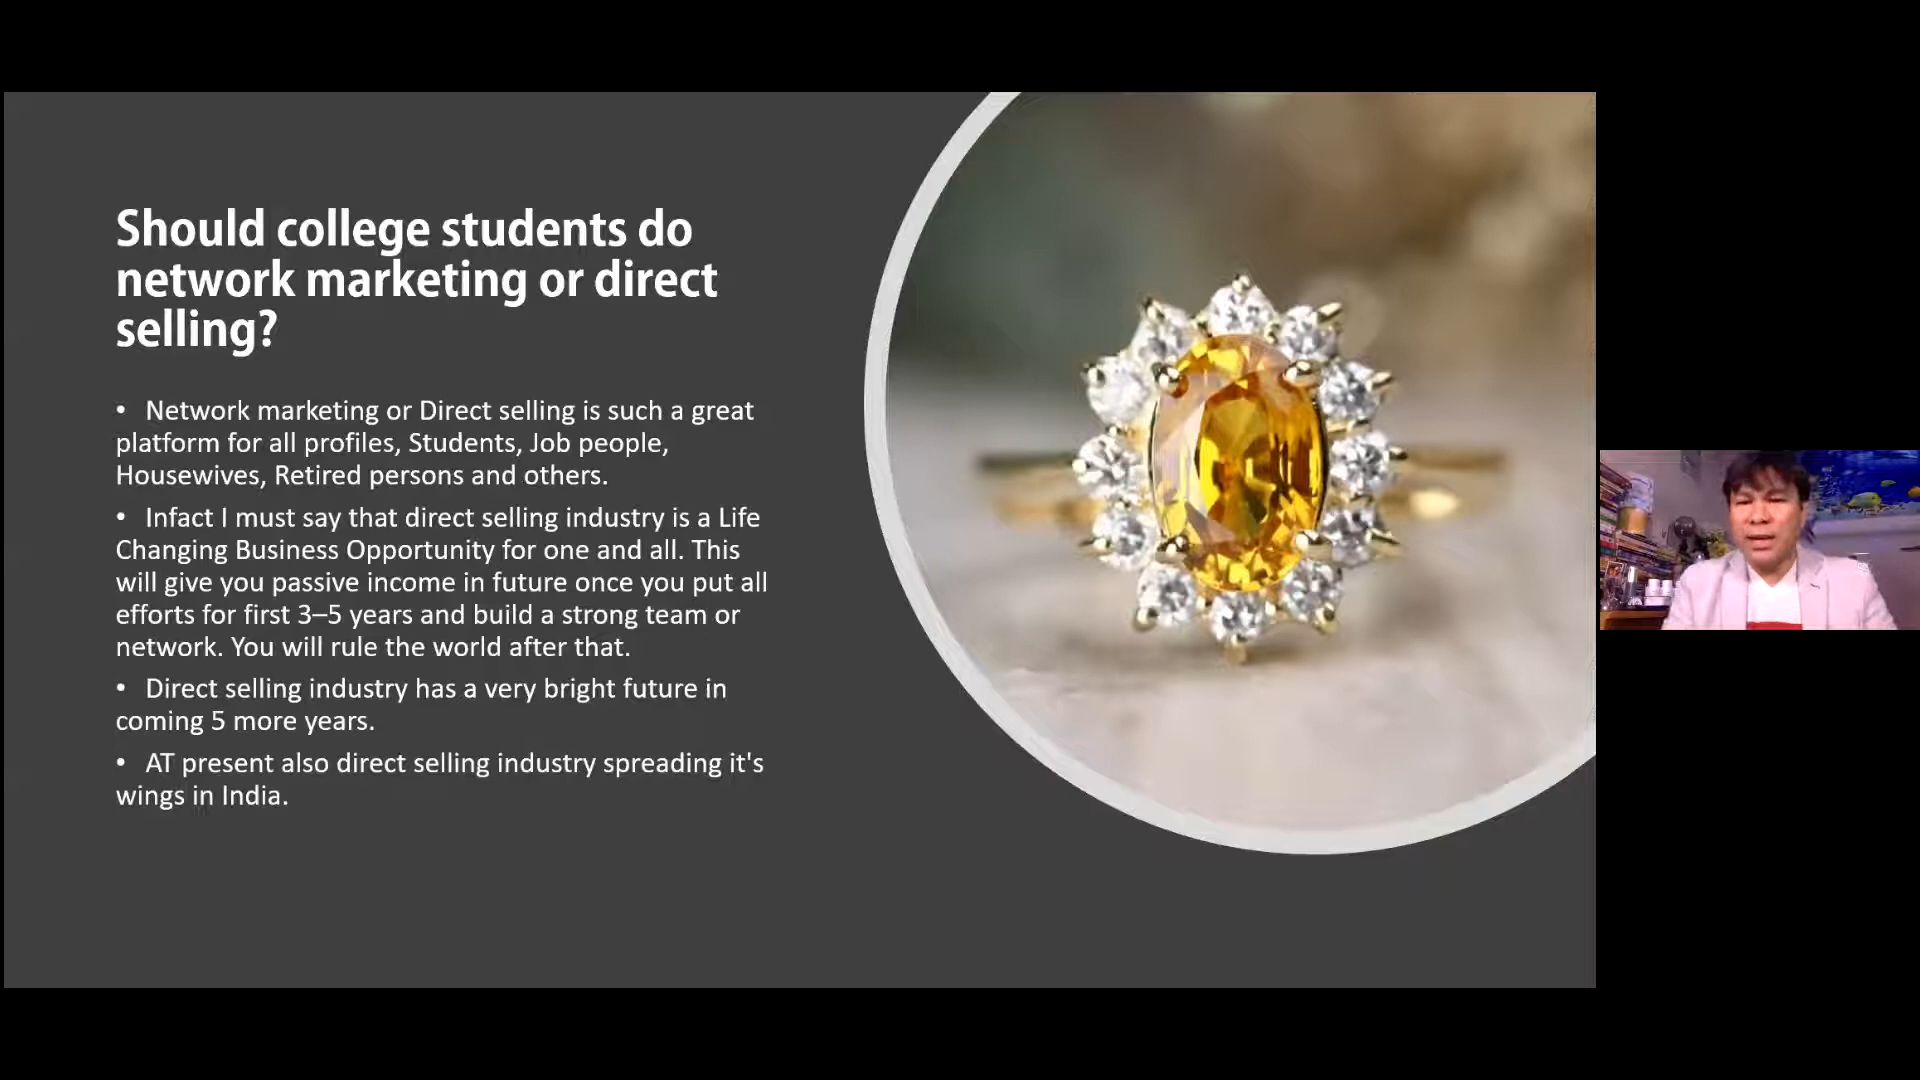 Should college students do
network marketing or direct
selling?
• Network marketing or Direct selling is such a great
platform for all profiles, Students, Job people,
Housewives, Retired persons and others.
• Infact I must say that direct selling industry is a Life
Changing Business Opportunity for one and all. This
will give you passive income in future once you put all
efforts for first 3–5 years and build a strong team or
network. You will rule the world after that.
• Direct selling industry has a very bright future in
coming 5 more years.
• AT present also direct selling industry spreading it's
wings in India.